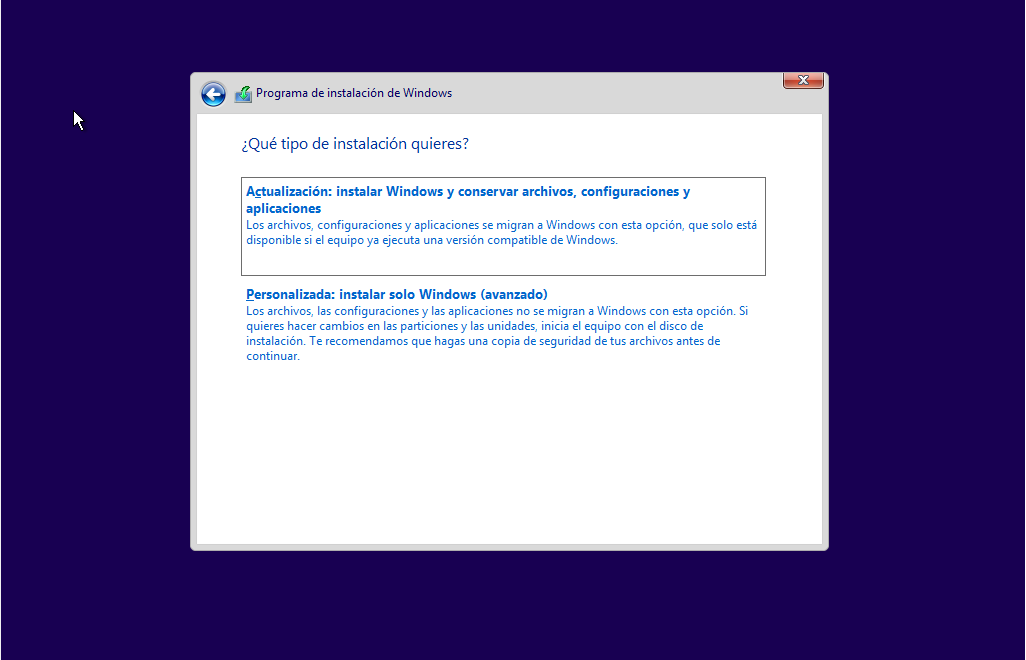 Programa de instalación de Windows
¿Qué tipo de instalación quieres?
Actualización: instalar Windows y conservar archivos, configuraciones y
aplicaciones
Los archivos, configuraciones y aplicaciones se migran a Windows con esta opción, que solo está
disponible si el equipo ya ejecuta una versión compatible de Windows.
Personalizada: instalar solo Windows (avanzado)
Los archivos, las configuraciones y las aplicaciones no se migran a Windows con esta opción. Si
quieres hacer cambios en las particiones y las unidades, inicia el equipo con el disco de
instalación. Te recomendamos que hagas una copia de seguridad de tus archivos antes de
continuar.